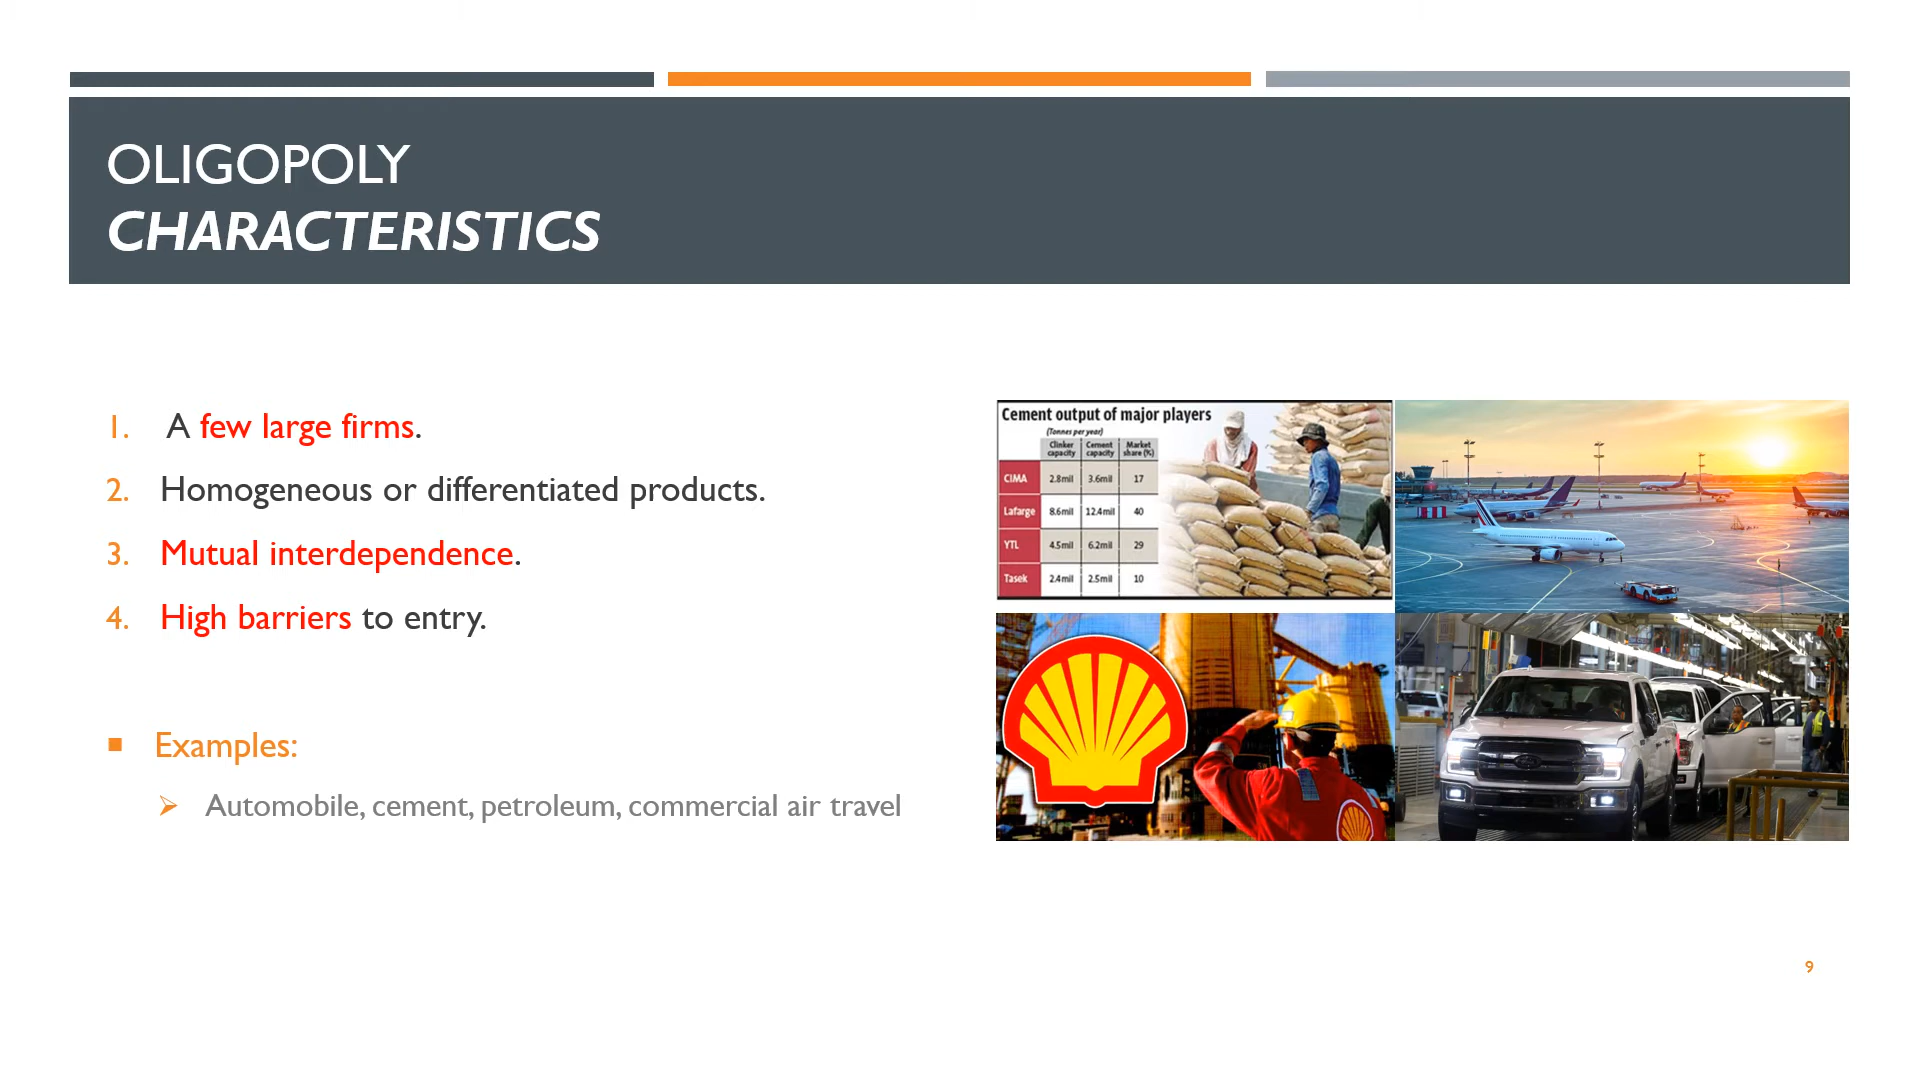 OLIGOPOLY
CHARACTERISTICS
1. A few large firms.
2. Homogeneous or differentiated products.
3. Mutual interdependence.
4. High barriers to entry.
Examples:
Automobile, cement, petroleum, commercial air travel
Cement output of major players
(Tonnes per year)
Clinker capacity Cement capacity Market share (%)
CIMA 2.8mil 3.6mil 17
Lafarge 8.6mil 12.4mil 40
YTL 4.5mil 6.2mil 29
Tasek 2.4mil 2.5mil 10
9